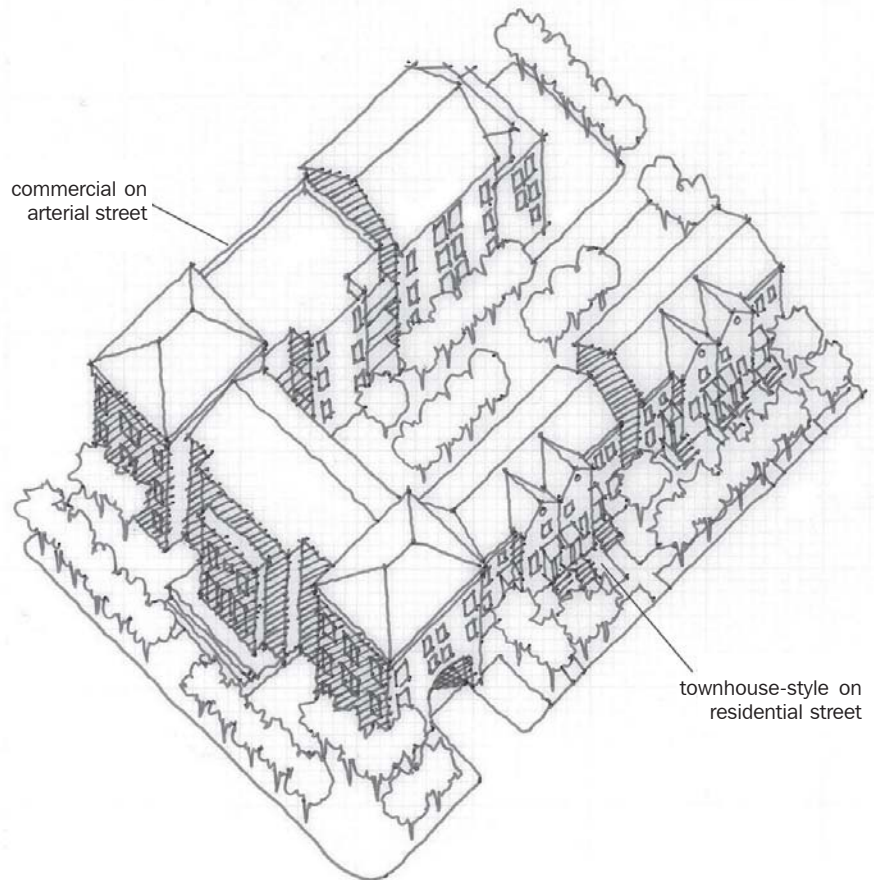 commercial on
arterial street
townhouse-style on
residential street